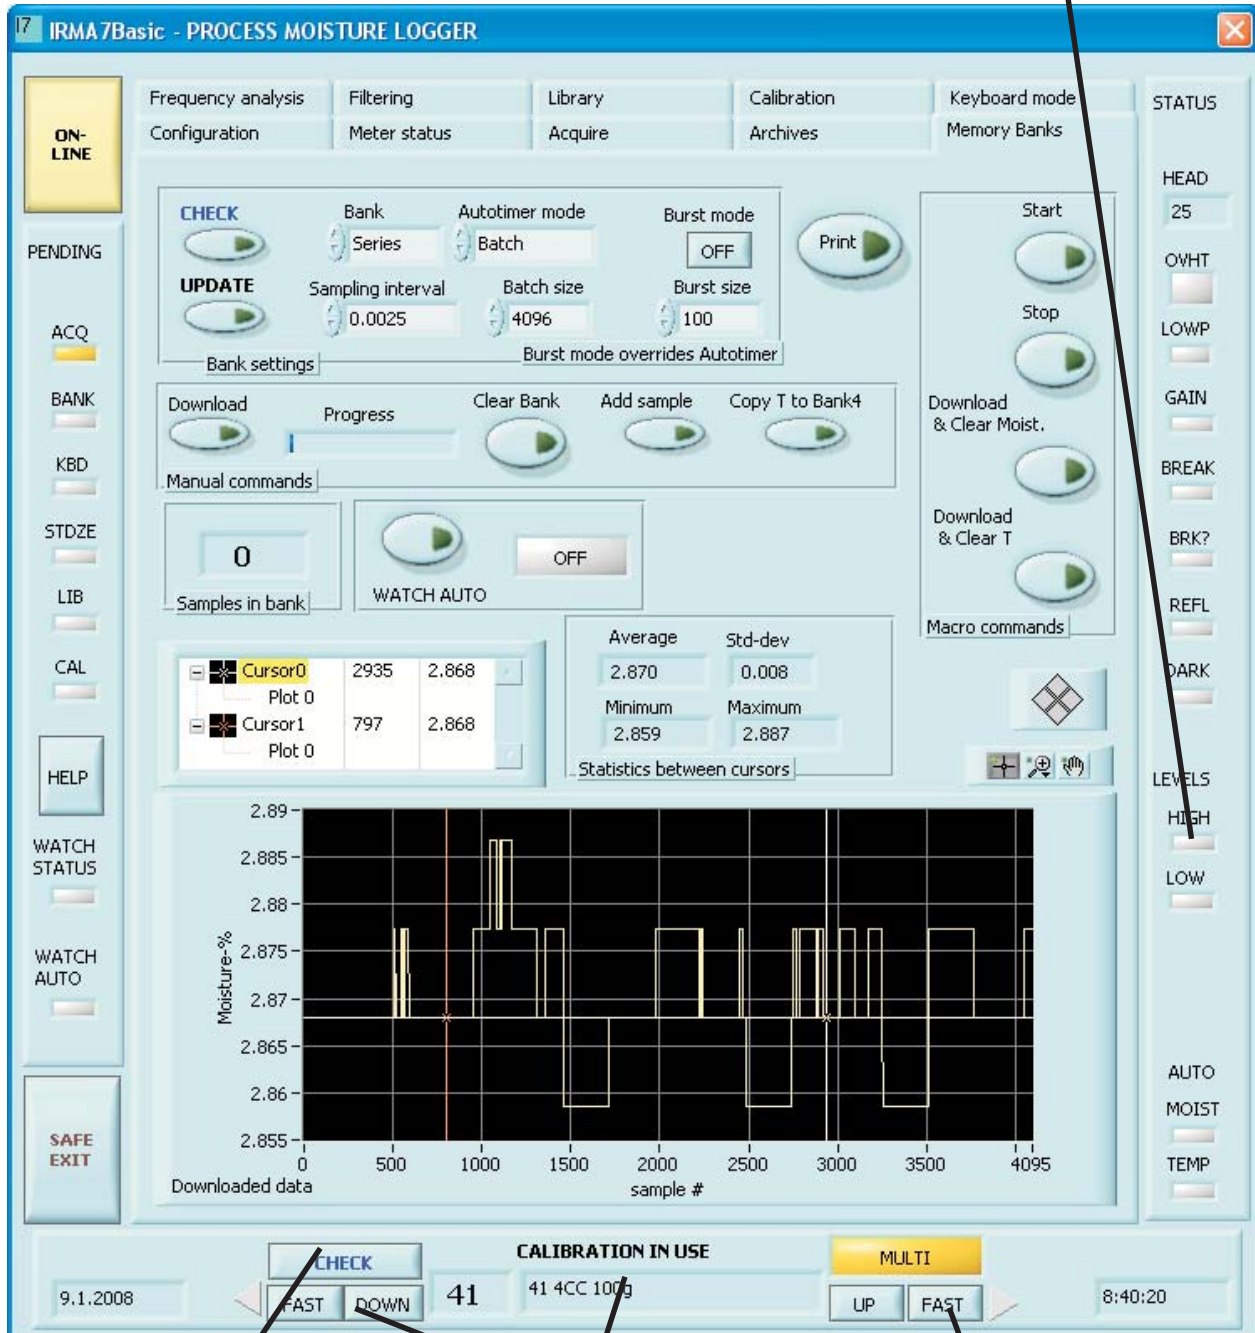 I7 IRMA7Basic - PROCESS MOISTURE LOGGER
ON-LINE
PENDING
ACQ
BANK
KBD
STDZE
LIB
CAL
HELP
WATCH STATUS
WATCH AUTO
SAFE EXIT
Frequency analysis Filtering Library Calibration Keyboard mode
Configuration Meter status Acquire Archives Memory Banks
CHECK Bank Autotimer mode Burst mode
Series Batch OFF
UPDATE Sampling interval Batch size Burst size
0.0025 4096 100
Bank settings Burst mode overrides Autotimer
Print
Download Progress Clear Bank Add sample Copy T to Bank4
Manual commands
0
Samples in bank
WATCH AUTO OFF
Start
Stop
Download & Clear Moist.
Download & Clear T
Macro commands
Cursor0 2935 2.868
Plot 0
Cursor1 797 2.868
Plot 0
Average Std-dev
2.870 0.008
Minimum Maximum
2.859 2.887
Statistics between cursors
Moisture-%
2.89
2.885
2.88
2.875
2.87
2.865
2.86
2.855
0 500 1000 1500 2000 2500 3000 3500 4095
Downloaded data sample #
STATUS
HEAD
25
OVHT
LOWP
GAIN
BREAK
BRK?
REFL
DARK
LEVELS
HIGH
LOW
AUTO
MOIST
TEMP
9.1.2008
CHECK
FAST DOWN
41
CALIBRATION IN USE
41 4CC 100g
MULTI
UP FAST
8:40:20